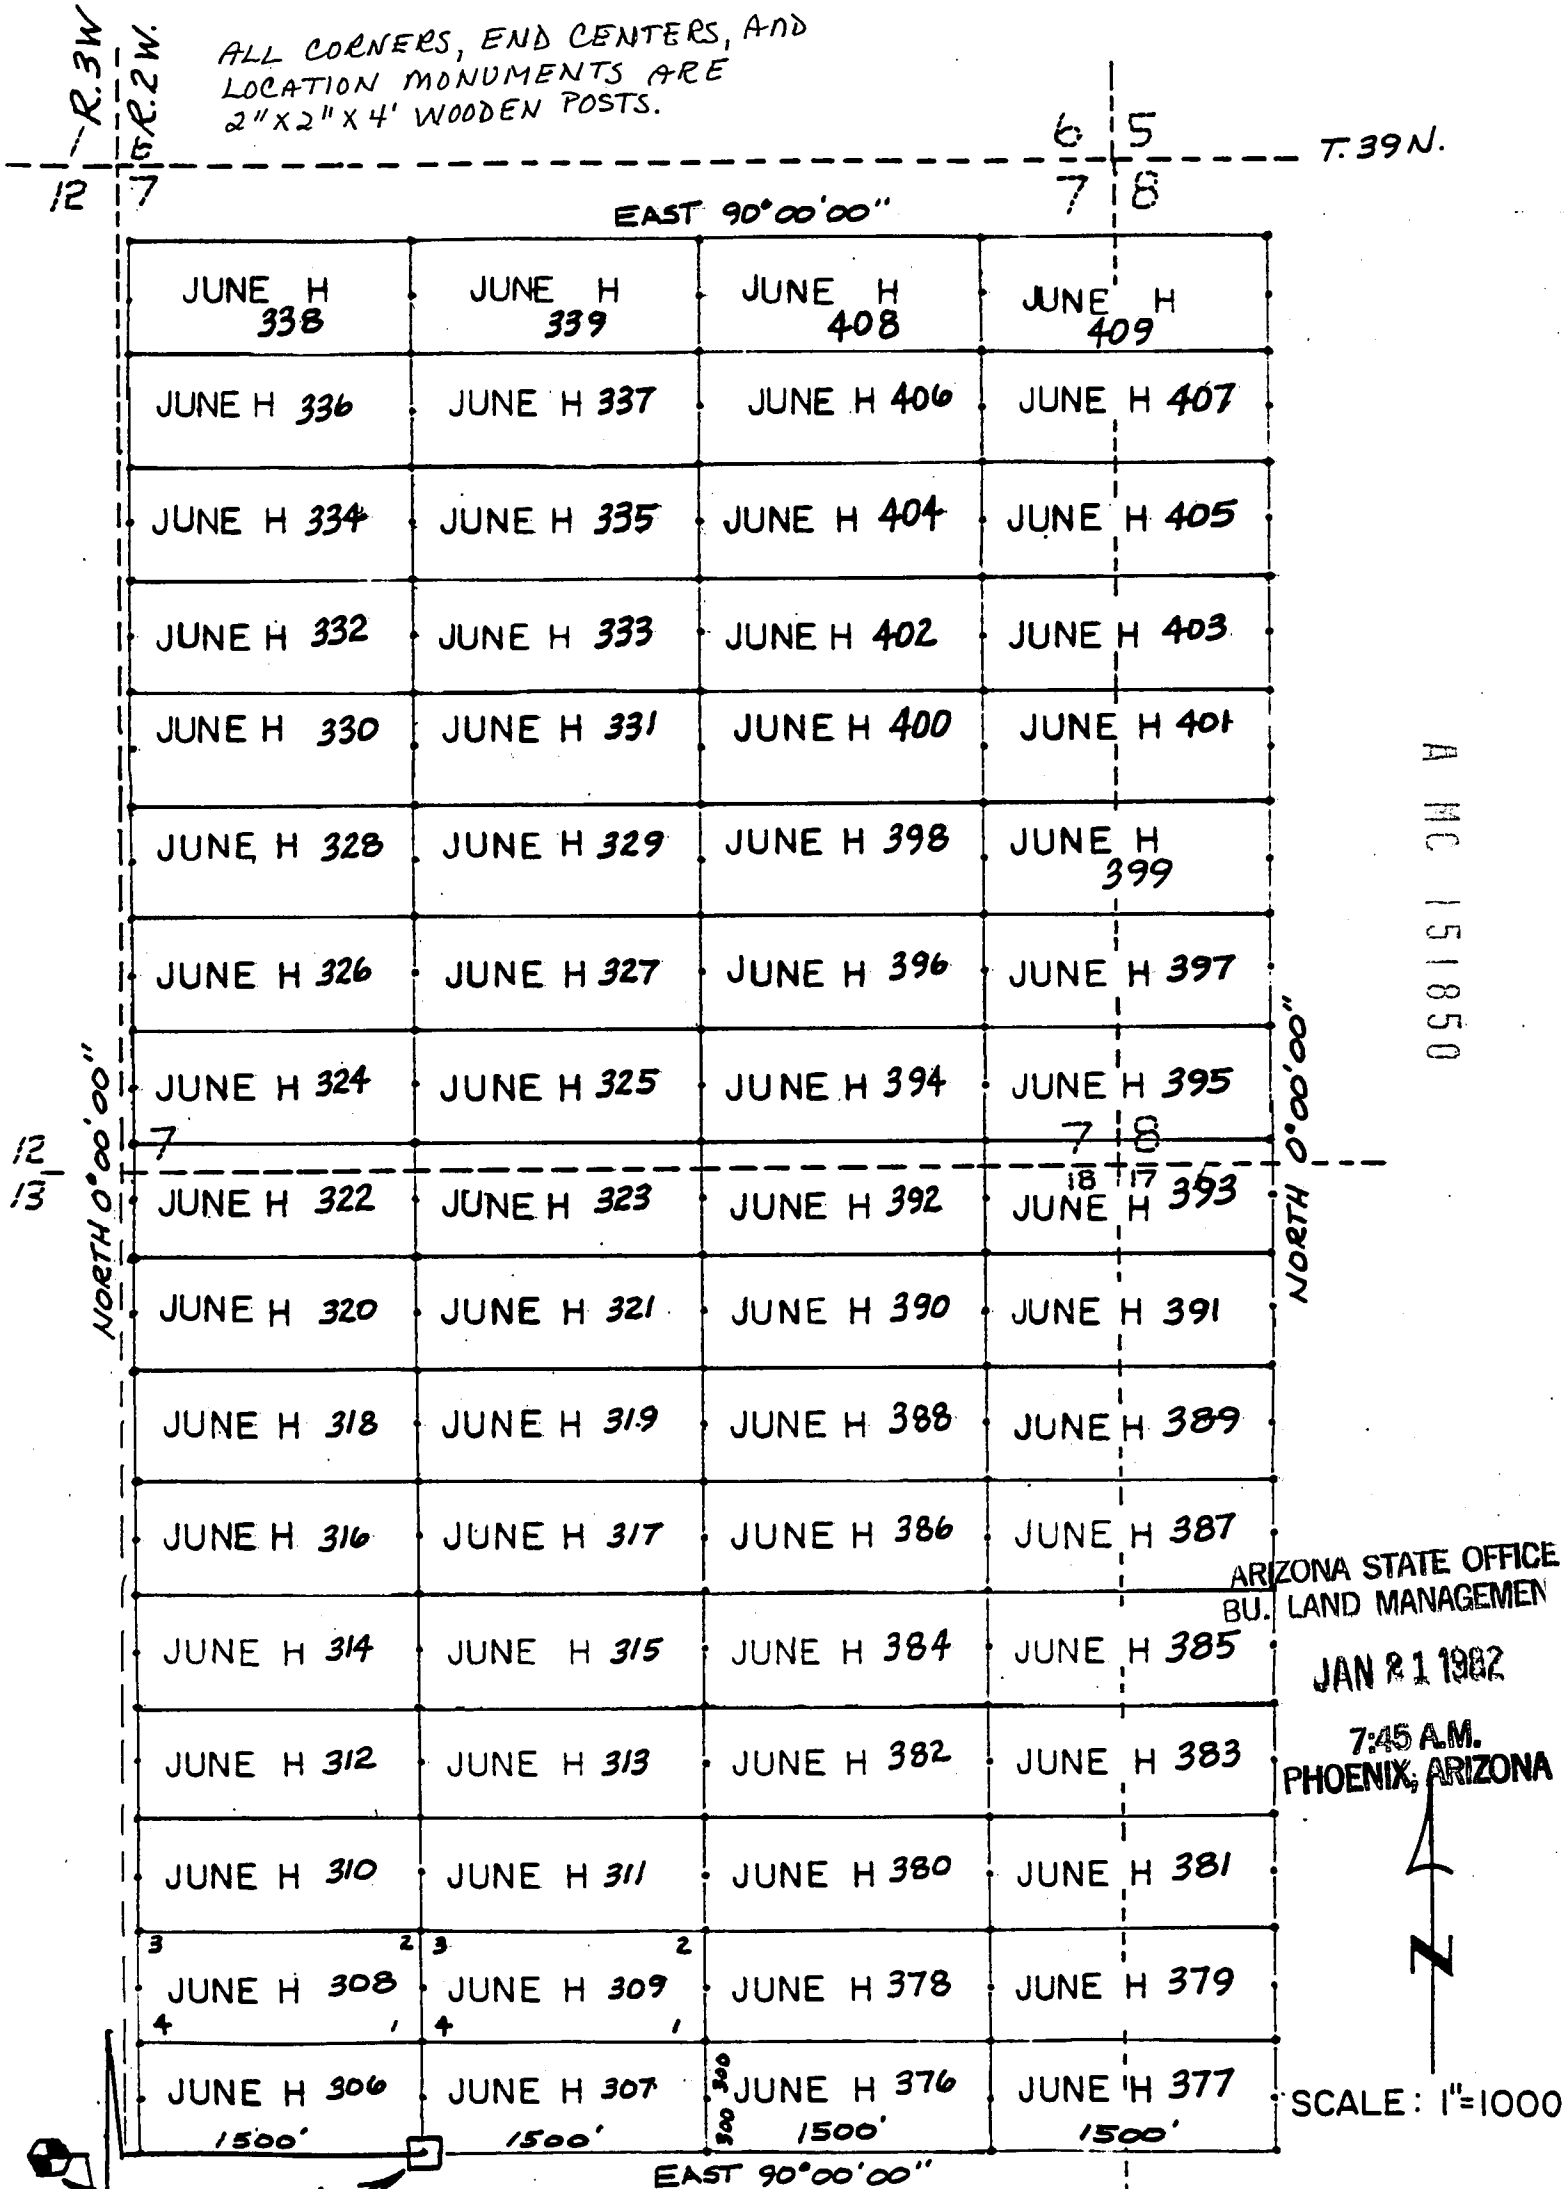 R.3W
R.2W.
ALL CORNERS, END CENTERS, AND
LOCATION MONUMENTS ARE
2"X2"X4' WOODEN POSTS.
6 5
T.39N.
12 7
7 8
EAST 90°00'00"
JUNE H 338 JUNE H 339 JUNE H 408 JUNE H 409
JUNE H 336 JUNE H 337 JUNE H 406 JUNE H 407
JUNE H 334 JUNE H 335 JUNE H 404 JUNE H 405
JUNE H 332 JUNE H 333 JUNE H 402 JUNE H 403
JUNE H 330 JUNE H 331 JUNE H 400 JUNE H 401
JUNE H 328 JUNE H 329 JUNE H 398 JUNE H 399
JUNE H 326 JUNE H 327 JUNE H 396 JUNE H 397
JUNE H 324 JUNE H 325 JUNE H 394 JUNE H 395
12 7 7 8
13 18 17
JUNE H 322 JUNE H 323 JUNE H 392 JUNE H 393
JUNE H 320 JUNE H 321 JUNE H 390 JUNE H 391
JUNE H 318 JUNE H 319 JUNE H 388 JUNE H 389
JUNE H 316 JUNE H 317 JUNE H 386 JUNE H 387
JUNE H 314 JUNE H 315 JUNE H 384 JUNE H 385
JUNE H 312 JUNE H 313 JUNE H 382 JUNE H 383
JUNE H 310 JUNE H 311 JUNE H 380 JUNE H 381
3 2 3 2
JUNE H 308 JUNE H 309 JUNE H 378 JUNE H 379
4 1 4 1
JUNE H 306 JUNE H 307 JUNE H 376 JUNE H 377
300
300
1500' 1500' 1500' 1500'
EAST 90°00'00"
NORTH 0°00'00"
NORTH 0°00'00"
A MC 151850
ARIZONA STATE OFFICE
BU. LAND MANAGEMEN
JAN 21 1982
7:45 A.M.
PHOENIX, ARIZONA
N
SCALE: 1"=1000